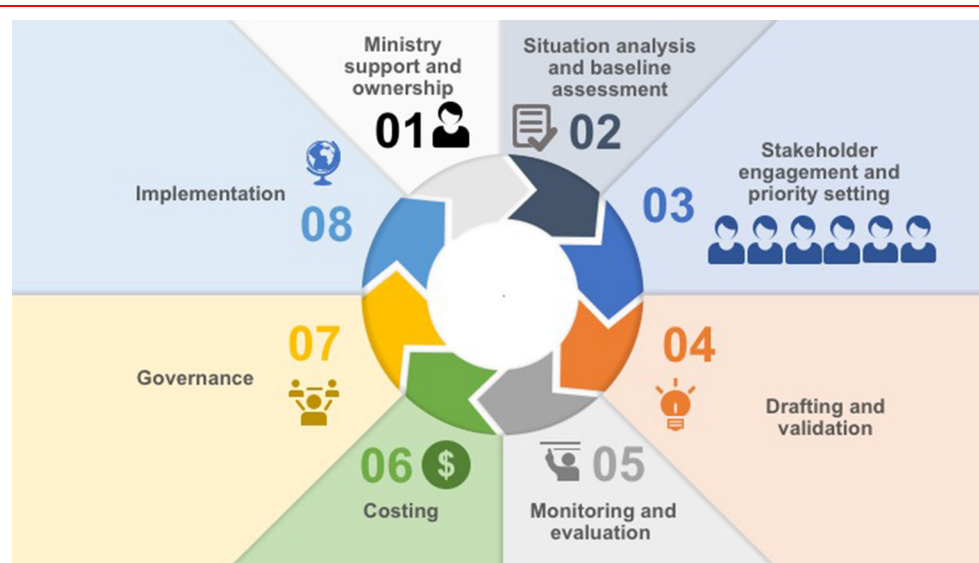 Ministry
support and
ownership
01
Situation analysis
and baseline
assessment
02
Stakeholder
engagement and
priority setting
03
04
Drafting and
validation
05
Monitoring and
evaluation
06
$
Costing
07
Governance
Implementation
08